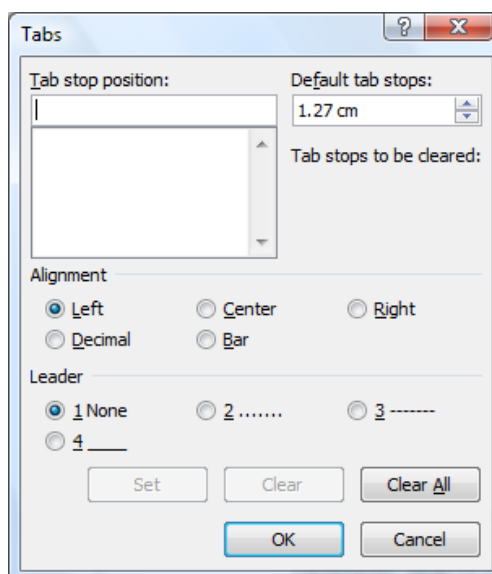 Tabs
Tab stop position: Default tab stops:
1.27 cm
Tab stops to be cleared:
Alignment
Left Center Right
Decimal Bar
Leader
1 None 2 ....... 3 -------
4 ____
Set Clear Clear All
OK Cancel